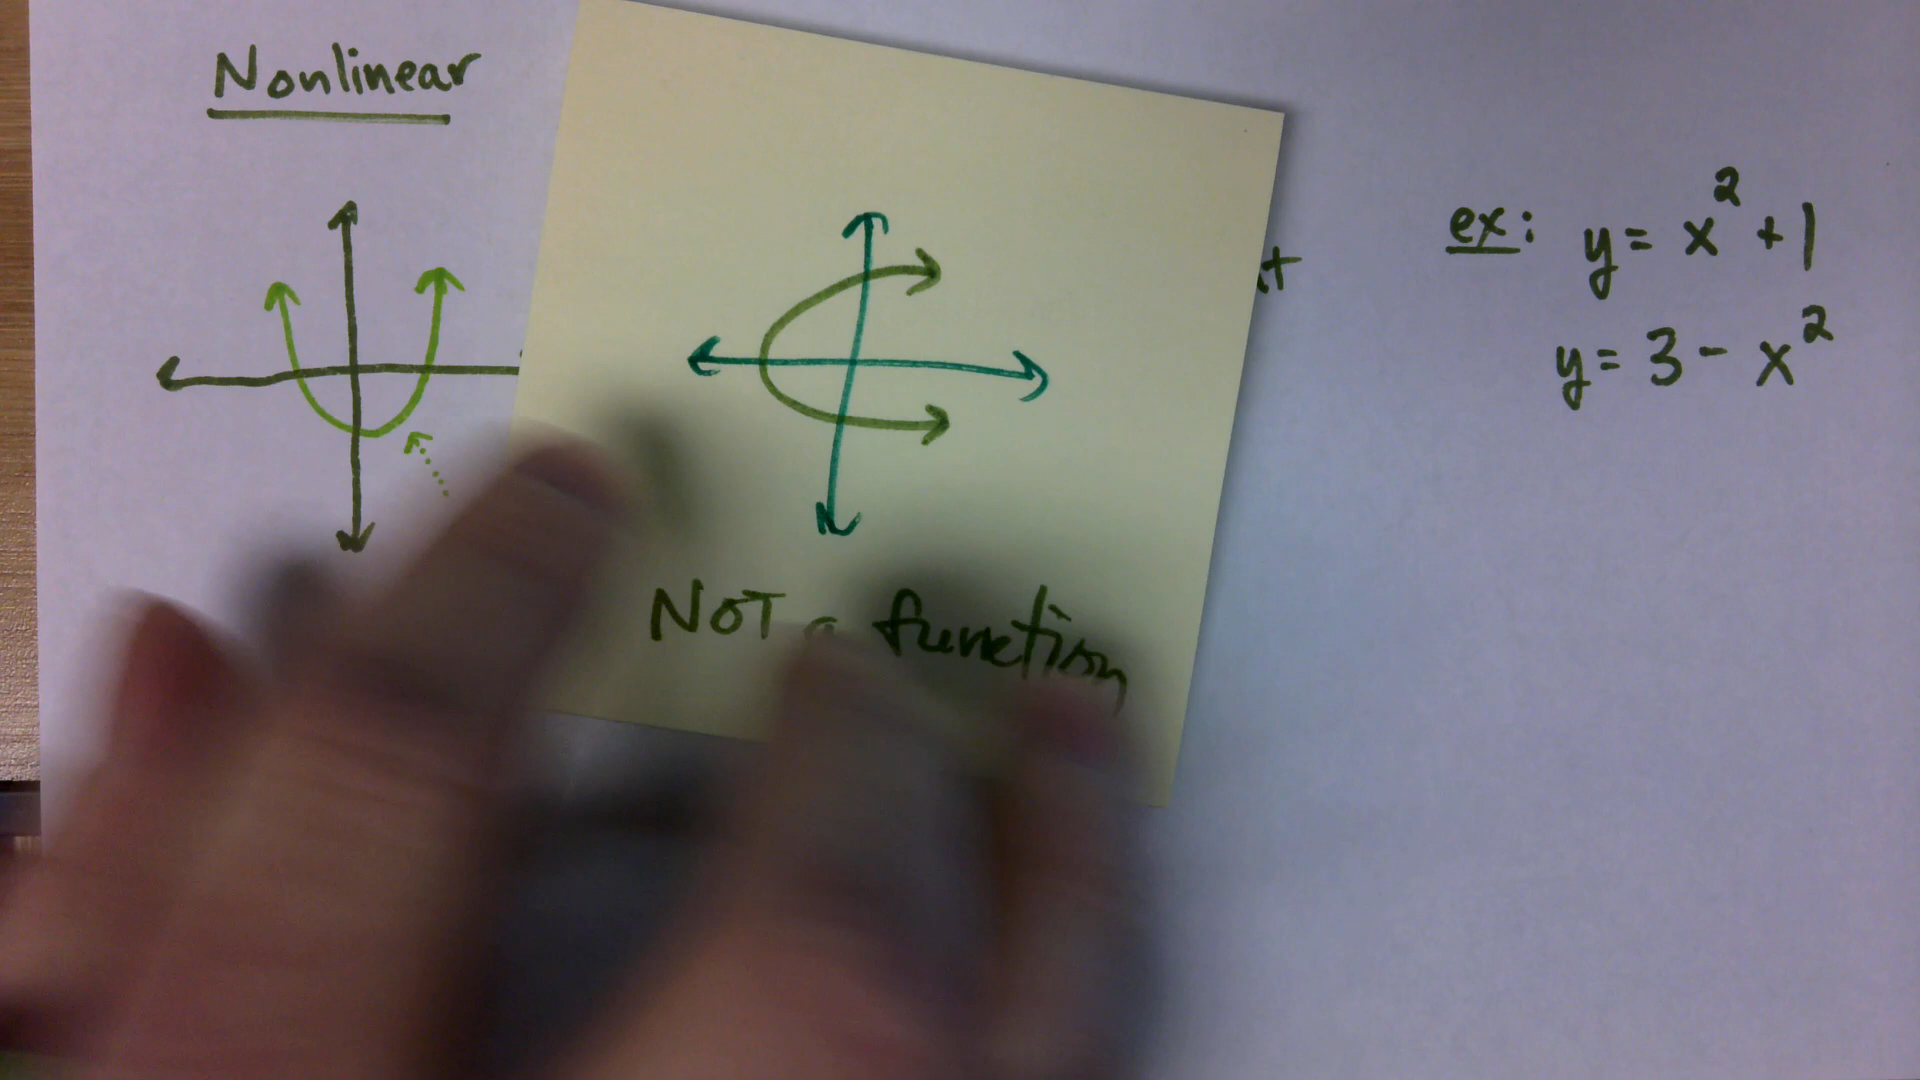 Nonlinear
NOT a function
ex: y = x² + 1
y = 3 - x²